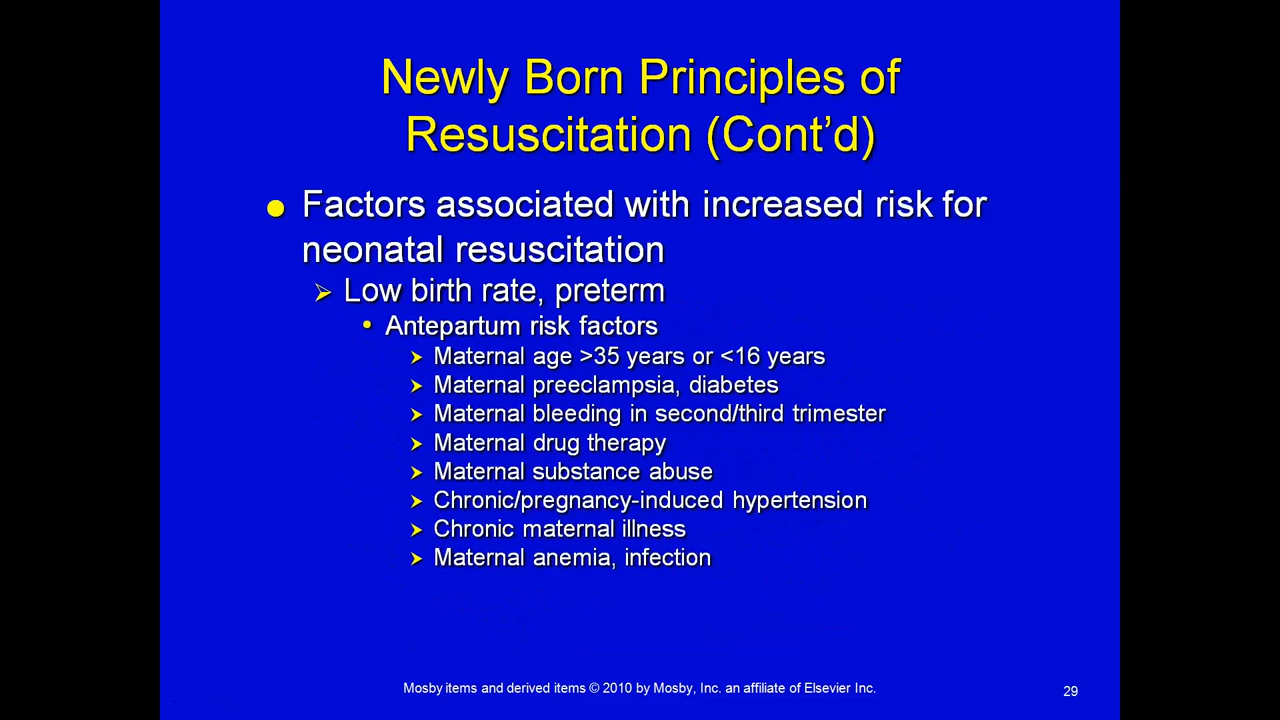 Newly Born Principles of
Resuscitation (Cont’d)
Factors associated with increased risk for
neonatal resuscitation
Low birth rate, preterm
Antepartum risk factors
Maternal age >35 years or <16 years
Maternal preeclampsia, diabetes
Maternal bleeding in second/third trimester
Maternal drug therapy
Maternal substance abuse
Chronic/pregnancy-induced hypertension
Chronic maternal illness
Maternal anemia, infection
Mosby items and derived items © 2010 by Mosby, Inc. an affiliate of Elsevier Inc.
29